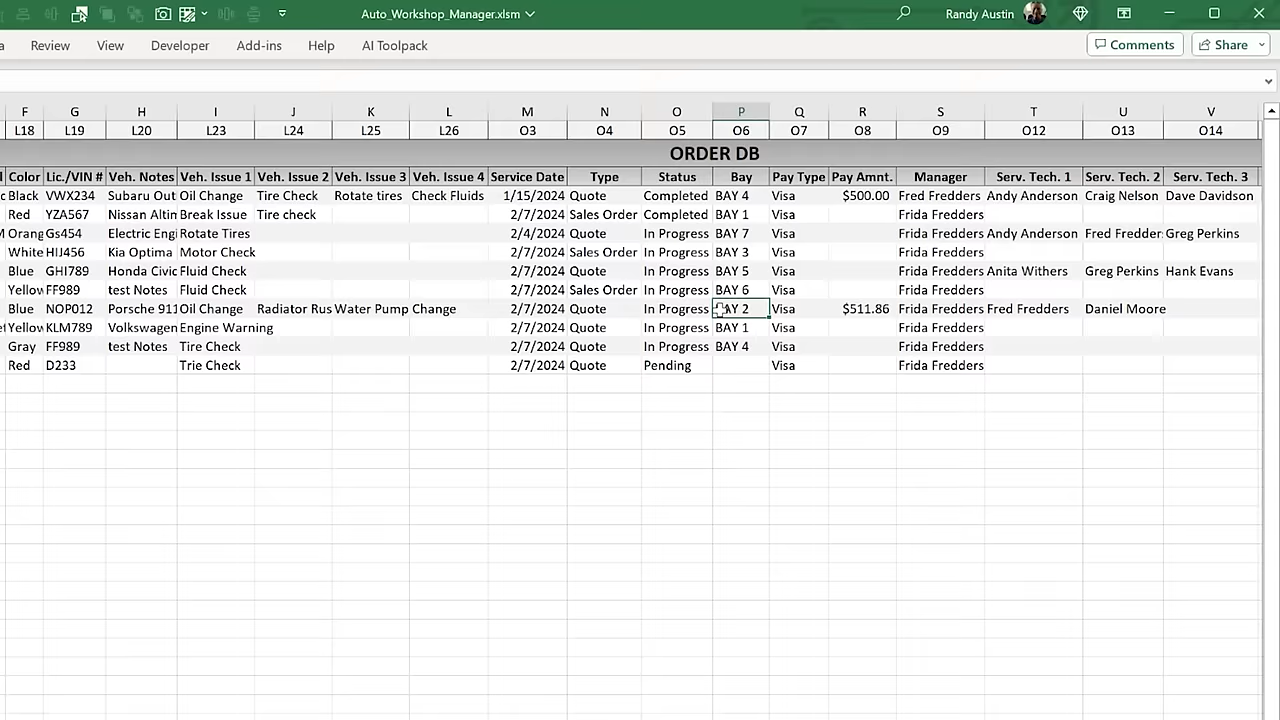 Auto_Workshop_Manager.xlsm Randy Austin
Review View Developer Add-ins Help AI Toolpack Comments Share
F G H I J K L M N O P Q R S T U V
L18 L19 L20 L23 L24 L25 L26 O3 O4 O5 O6 O7 O8 O9 O12 O13 O14
ORDER DB
Color Lic./VIN # Veh. Notes Veh. Issue 1 Veh. Issue 2 Veh. Issue 3 Veh. Issue 4 Service Date Type Status Bay Pay Type Pay Amnt. Manager Serv. Tech. 1 Serv. Tech. 2 Serv. Tech. 3
Black VWX234 Subaru Out Oil Change Tire Check Rotate tires Check Fluids 1/15/2024 Quote Completed BAY 4 Visa $500.00 Fred Fredders Andy Anderson Craig Nelson Dave Davidson
Red YZA567 Nissan Altin Break Issue Tire check 2/7/2024 Sales Order Completed BAY 1 Visa Frida Fredders
Orang Gs454 Electric Engi Rotate Tires 2/4/2024 Quote In Progress BAY 7 Visa Frida Fredders Andy Anderson Fred Fredder Greg Perkins
White HIJ456 Kia Optima Motor Check 2/7/2024 Sales Order In Progress BAY 3 Visa Frida Fredders
Blue GHI789 Honda Civic Fluid Check 2/7/2024 Quote In Progress BAY 5 Visa Frida Fredders Anita Withers Greg Perkins Hank Evans
Yellow FF989 test Notes Fluid Check 2/7/2024 Sales Order In Progress BAY 6 Visa Frida Fredders
Blue NOP012 Porsche 911 Oil Change Radiator Rus Water Pump Change 2/7/2024 Quote In Progress BAY 2 Visa $511.86 Frida Fredders Fred Fredders Daniel Moore
Yellow KLM789 Volkswagen Engine Warning 2/7/2024 Quote In Progress BAY 1 Visa Frida Fredders
Gray FF989 test Notes Tire Check 2/7/2024 Quote In Progress BAY 4 Visa Frida Fredders
Red D233 Trie Check 2/7/2024 Quote Pending Visa Frida Fredders